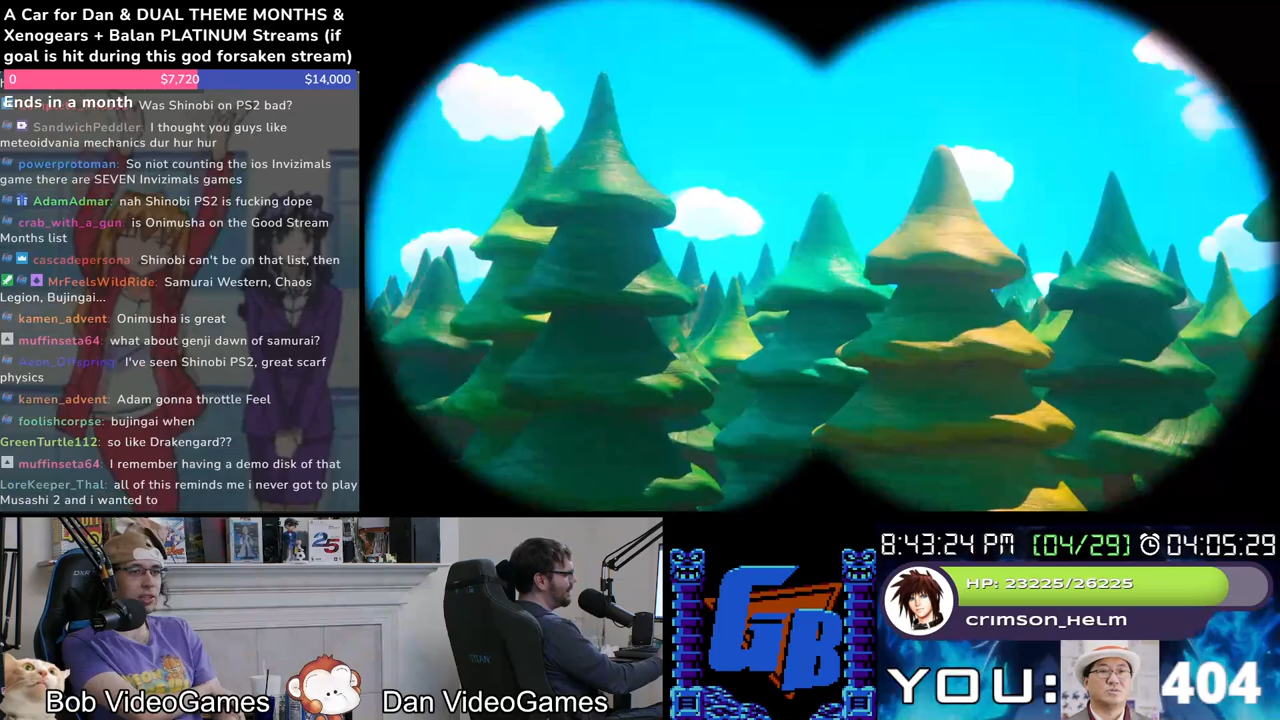 A Car for Dan & DUAL THEME MONTHS &
Xenogears + Balan PLATINUM Streams (if
goal is hit during this god forsaken stream)
0 $7,720 $14,000
Ends in a month
Was Shinobi on PS2 bad?
SandwichPeddler: I thought you guys like
meteoidvania mechanics dur hur hur
powerprotoman: So niot counting the ios Invizimals
game there are SEVEN Invizimals games
AdamAdmar: nah Shinobi PS2 is fucking dope
crab_with_a_gun: is Onimusha on the Good Stream
Months list
cascadepersona: Shinobi can't be on that list, then
MrFeelsWildRide: Samurai Western, Chaos
Legion, Bujingai...
kamen_advent: Onimusha is great
muffinseta64: what about genji dawn of samurai?
Aeon_Offspring: I've seen Shinobi PS2, great scarf
physics
kamen_advent: Adam gonna throttle Feel
foolishcorpse: bujingai when
GreenTurtle112: so like Drakengard??
muffinseta64: I remember having a demo disk of that
LoreKeeper_Thal: all of this reminds me i never got to play
Musashi 2 and i wanted to
8:43:24 PM [04/29] 04:05:29
HP: 23225/26225
crimson_Helm
YOU: 404
GB
25
TITAN
Bob VideoGames
Dan VideoGames